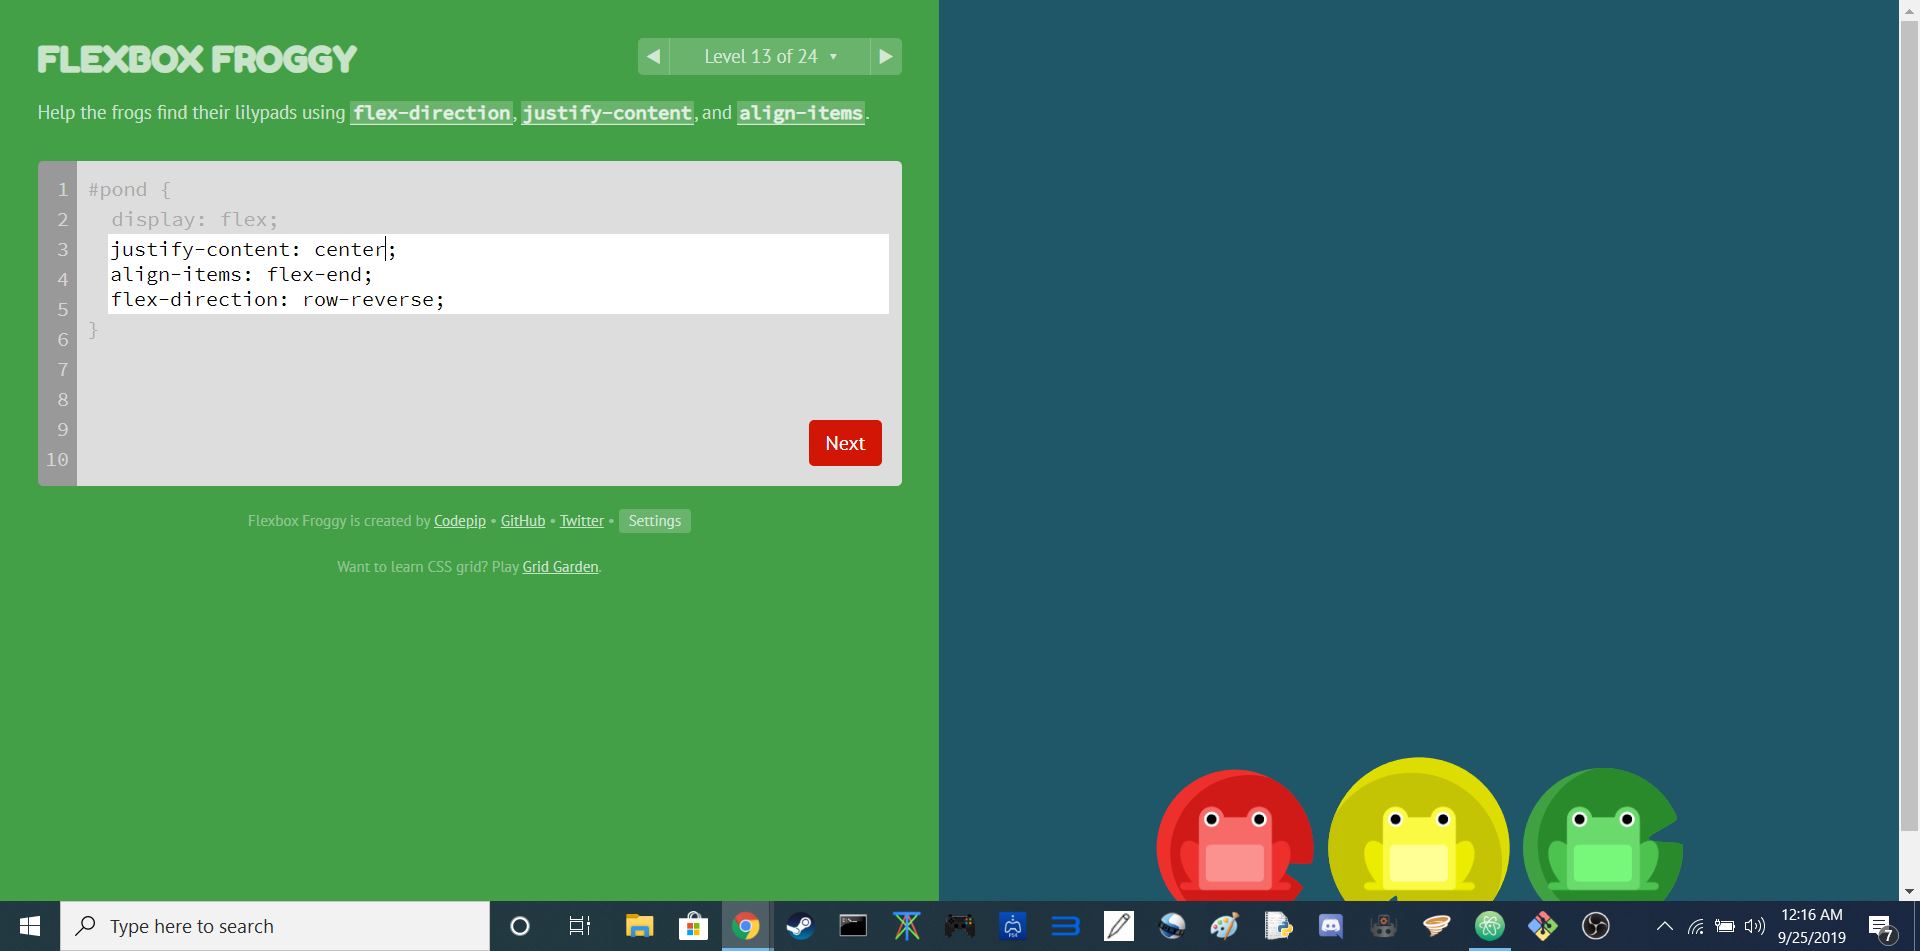 FLEXBOX FROGGY
◀ Level 13 of 24 ▼ ▶
Help the frogs find their lilypads using flex-direction, justify-content, and align-items.
1 #pond {
2 display: flex;
3 justify-content: center;
4 align-items: flex-end;
5 flex-direction: row-reverse;
6 }
7
8
9
10
Next
Flexbox Froggy is created by Codepip • GitHub • Twitter • Settings
Want to learn CSS grid? Play Grid Garden.
Type here to search
PS4
12:16 AM
9/25/2019
7